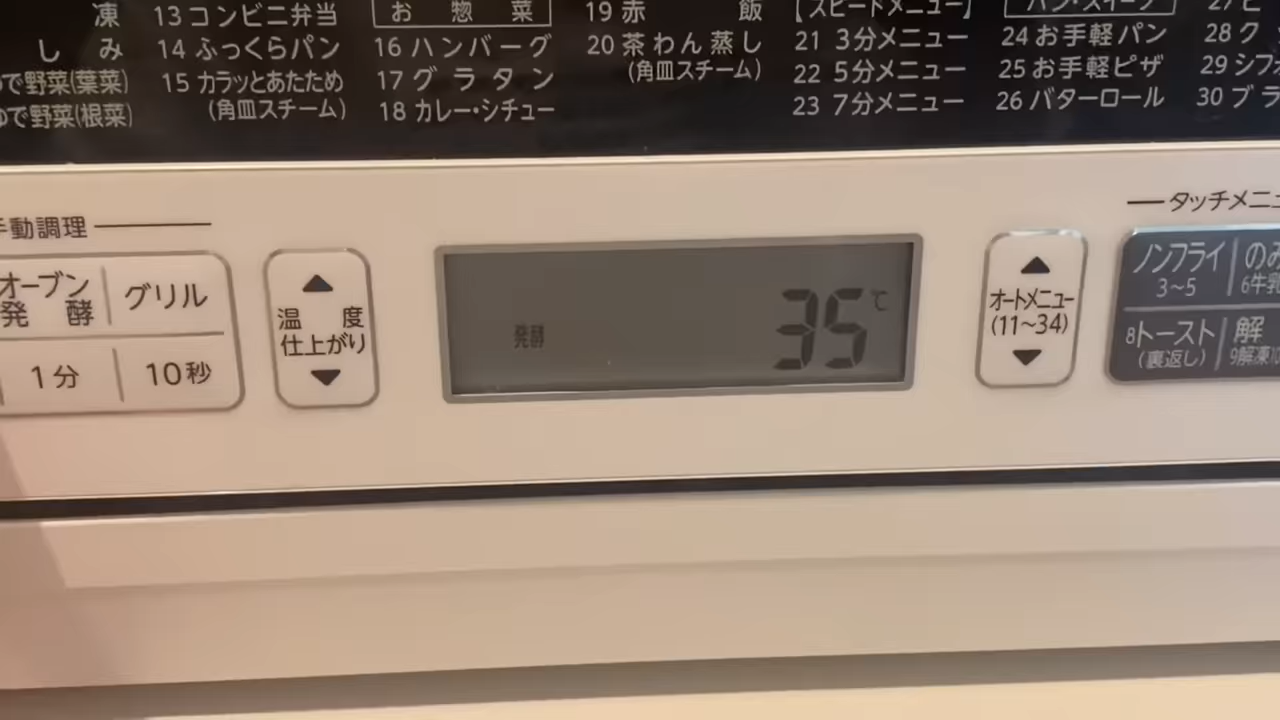 凍
しみ
ゆで野菜(葉菜)
ゆで野菜(根菜)
13 コンビニ弁当
14 ふっくらパン
15 カラッとあたため
(角皿スチーム)
お惣菜
16 ハンバーグ
17 グラタン
18 カレー・シチュー
19 赤飯
20 茶わん蒸し
(角皿スチーム)
【スピードメニュー】
21 3分メニュー
22 5分メニュー
23 7分メニュー
パン・スイーツ
24 お手軽パン
25 お手軽ピザ
26 バターロール
27 ビ
28 ク
29 シフォ
30 ブラ
手動調理
オーブン
発酵
グリル
1分
10秒
▲
温度
仕上がり
▼
発酵
35℃
▲
オートメニュー
(11~34)
▼
タッチメニュ
ノンフライ
3~5
のみ
6牛乳
8トースト
(裏返し)
解
9解凍